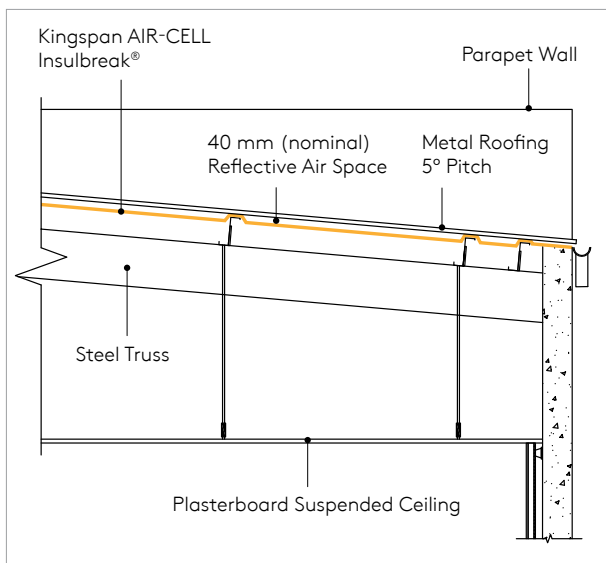 Kingspan AIR-CELL
Insulbreak®
Parapet Wall
40 mm (nominal)
Reflective Air Space
Metal Roofing
5° Pitch
Steel Truss
Plasterboard Suspended Ceiling